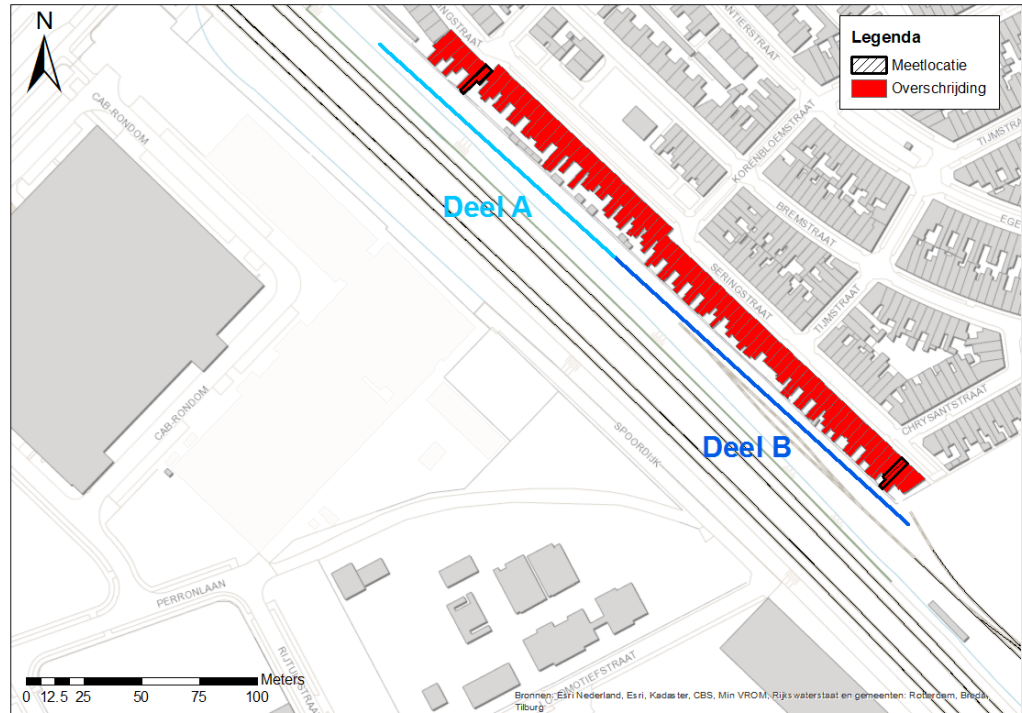 N
Legenda
Meetlocatie
Overschrijding
CAB-RONDOM
KORENBLOEMSTRAAT
Deel A
BREMSTRAAT
SERINGSTRAAT
TIJMSTRAAT
CAB-RONDOM
CHRYSANTSTRAAT
SPOORDIJK
Deel B
PERRONLAAN
0 12.5 25 50 75 100 Meters
Bronnen: Esri Nederland, Esri, Kadaster, CBS, Min VROM, Rijkswaterstaat en gemeenten: Rotterdam, Breda,
Tilburg